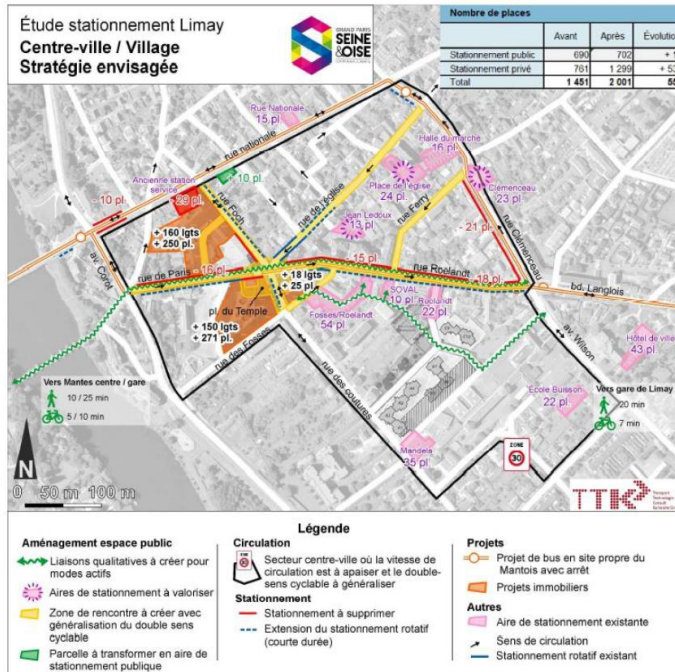 Étude stationnement Limay
Centre-ville / Village
Stratégie envisagée
GRAND PARIS
SEINE
&OISE
Nombre de places
Avant Après Évolutio
Stationnement public 690 702 + 1
Stationnement privé 761 1 299 + 53
Total 1 451 2 001 55
Rue Nationale
15 pl.
rue nationale
Halle du marché
16 pl.
Ancienne station
service
10 pl.
Place de l'église
24 pl.
Clémenceau
23 pl.
- 10 pl.
- 29 pl.
rue Foch
rue de l'église
Jean Ledoux
13 pl.
rue Ferry
rue Clémenceau
- 21 pl.
+ 160 lgts
+ 250 pl.
av. Corot
rue de Paris
- 16 pl.
- 15 pl.
rue Roelandt
- 18 pl.
+ 18 lgts
+ 25 pl.
SOVAL
10 pl.
Roelandt
22 pl.
bd. Langlois
pl. du Temple
Fosses/Roelandt
54 pl.
+ 150 lgts
+ 271 pl.
rue des Fosses
av. Wilson
Hôtel de ville
43 pl.
rue des coutures
Vers Mantes centre / gare
10 / 25 min
5 / 10 min
École Buisson
22 pl.
Vers gare de Limay
20 min
7 min
Mandela
35 pl.
ZONE
30
N
0 50 m 100 m
TTK
Légende
Aménagement espace public
Liaisons qualitatives à créer pour
modes actifs
Aires de stationnement à valoriser
Zone de rencontre à créer avec
généralisation du double sens
cyclable
Parcelle à transformer en aire de
stationnement publique
Circulation
30
Secteur centre-ville où la vitesse de
circulation est à apaiser et le double-
sens cyclable à généraliser
Stationnement
Stationnement à supprimer
Extension du stationnement rotatif
(courte durée)
Projets
Projet de bus en site propre du
Mantois avec arrêt
Projets immobiliers
Autres
Aire de stationnement existante
Sens de circulation
Stationnement rotatif existant